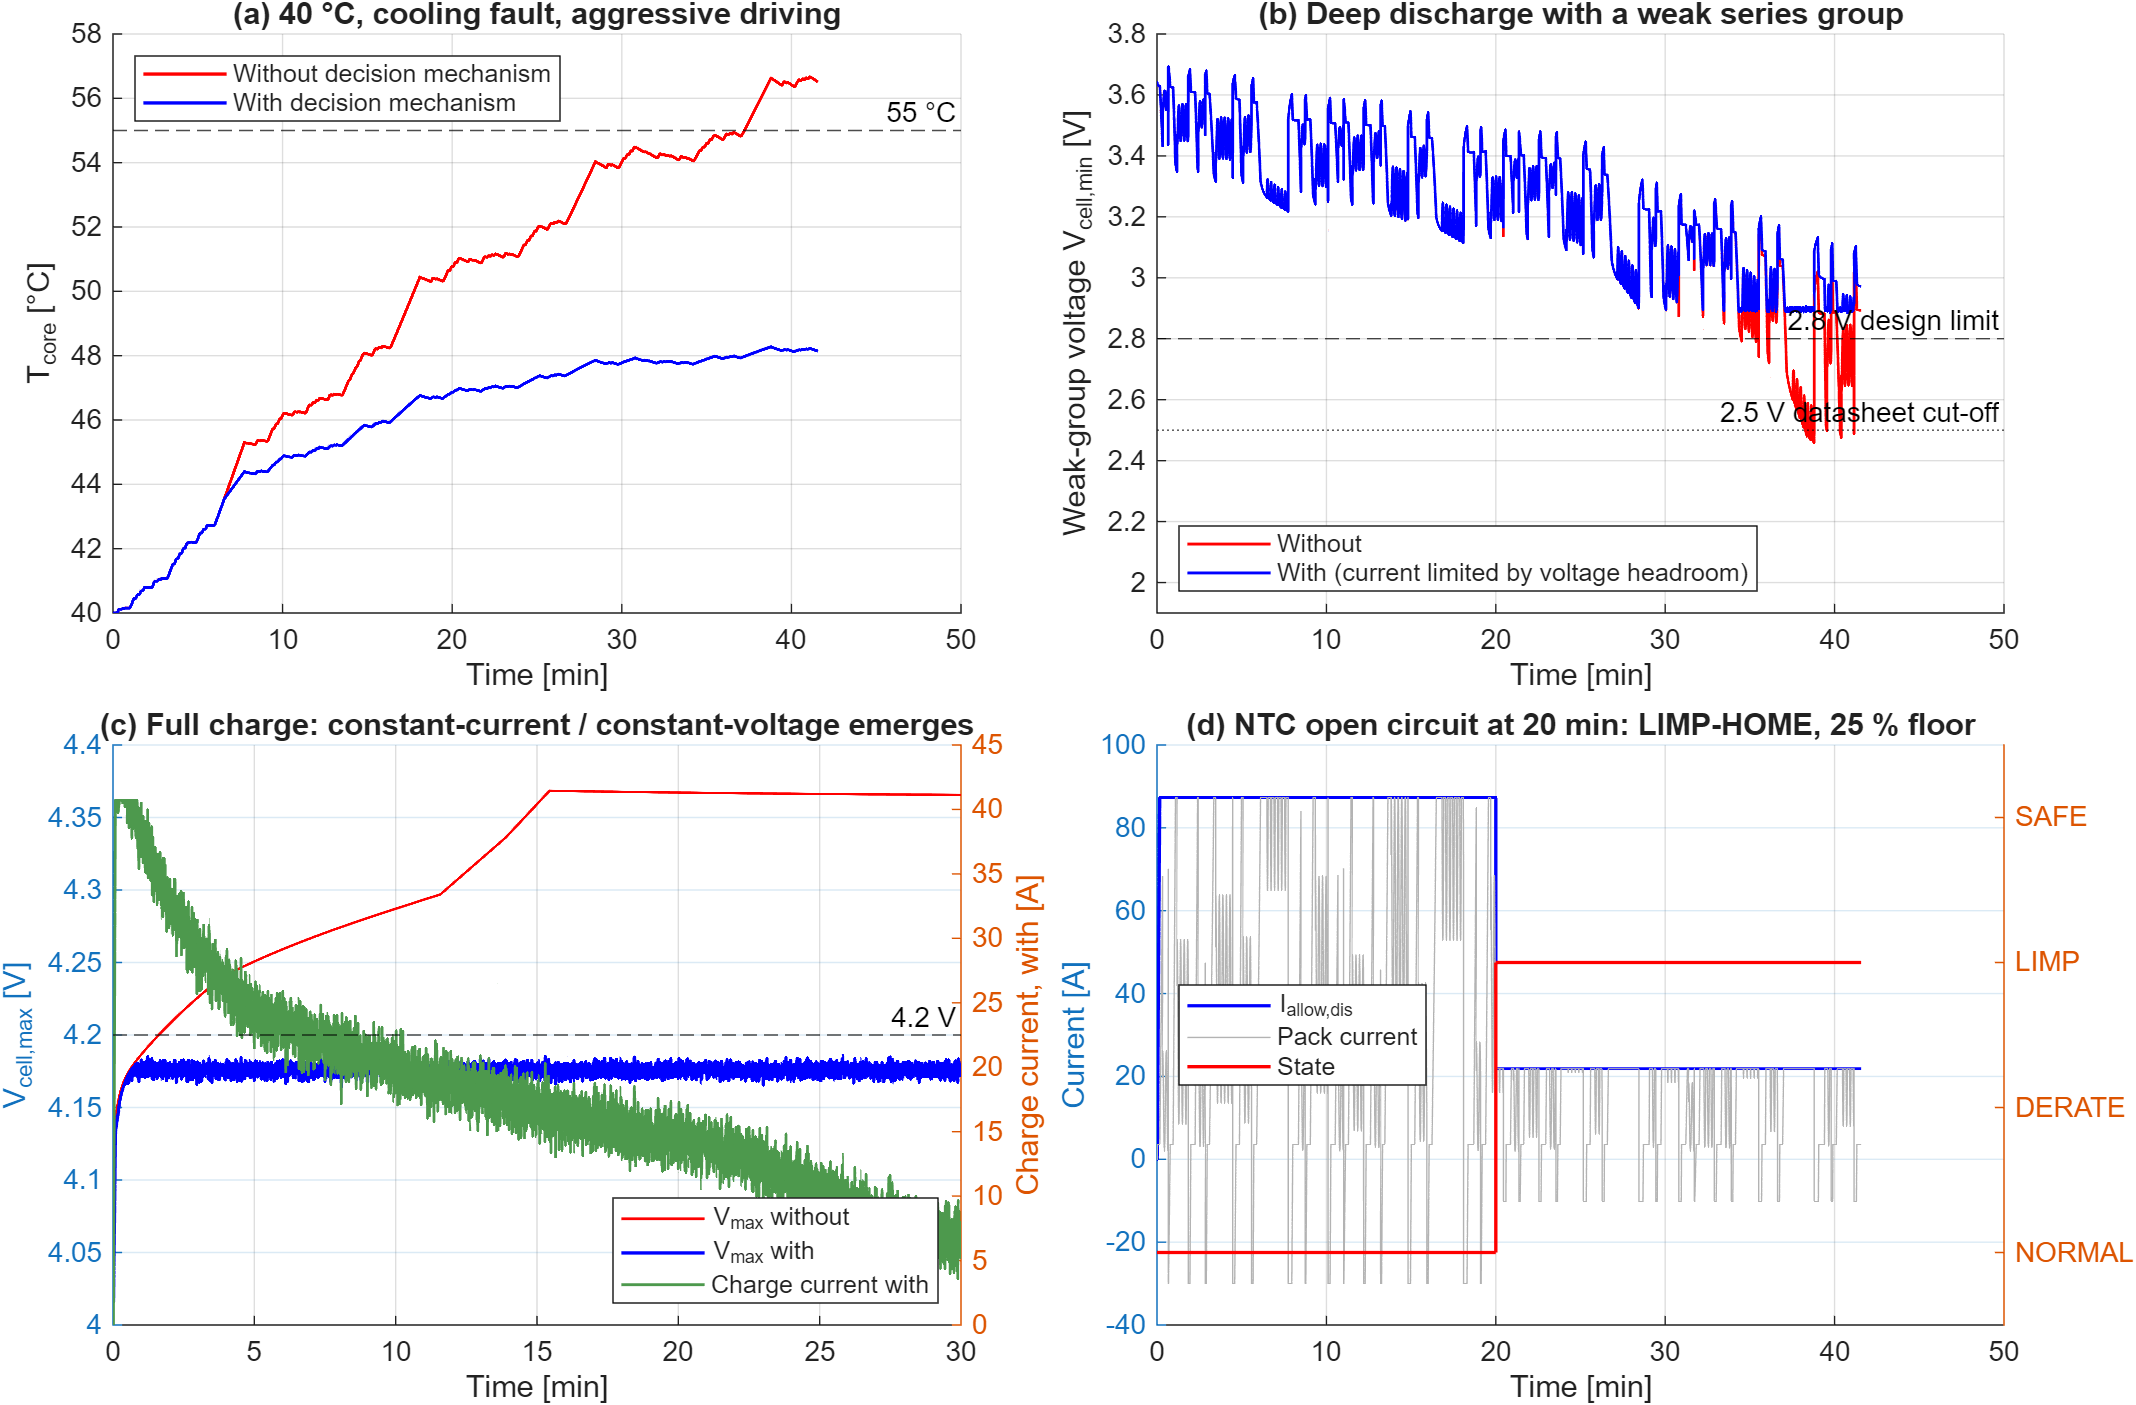 (a) 40 °C, cooling fault, aggressive driving
58
56
54
52
50
48
46
44
42
40
T_core [°C]
Without decision mechanism
With decision mechanism
55 °C
0 10 20 30 40 50
Time [min]
(b) Deep discharge with a weak series group
3.8
3.6
3.4
3.2
3
2.8
2.6
2.4
2.2
2
Weak-group voltage V_cell,min [V]
2.8 V design limit
2.5 V datasheet cut-off
Without
With (current limited by voltage headroom)
0 10 20 30 40 50
Time [min]
(c) Full charge: constant-current / constant-voltage emerges
4.4
4.35
4.3
4.25
4.2
4.15
4.1
4.05
4
V_cell,max [V]
4.2 V
V_max without
V_max with
Charge current with
45
40
35
30
25
20
15
10
5
0
Charge current, with [A]
0 5 10 15 20 25 30
Time [min]
(d) NTC open circuit at 20 min: LIMP-HOME, 25 % floor
100
80
60
40
20
0
-20
-40
Current [A]
I_allow,dis
Pack current
State
SAFE
LIMP
DERATE
NORMAL
0 10 20 30 40 50
Time [min]